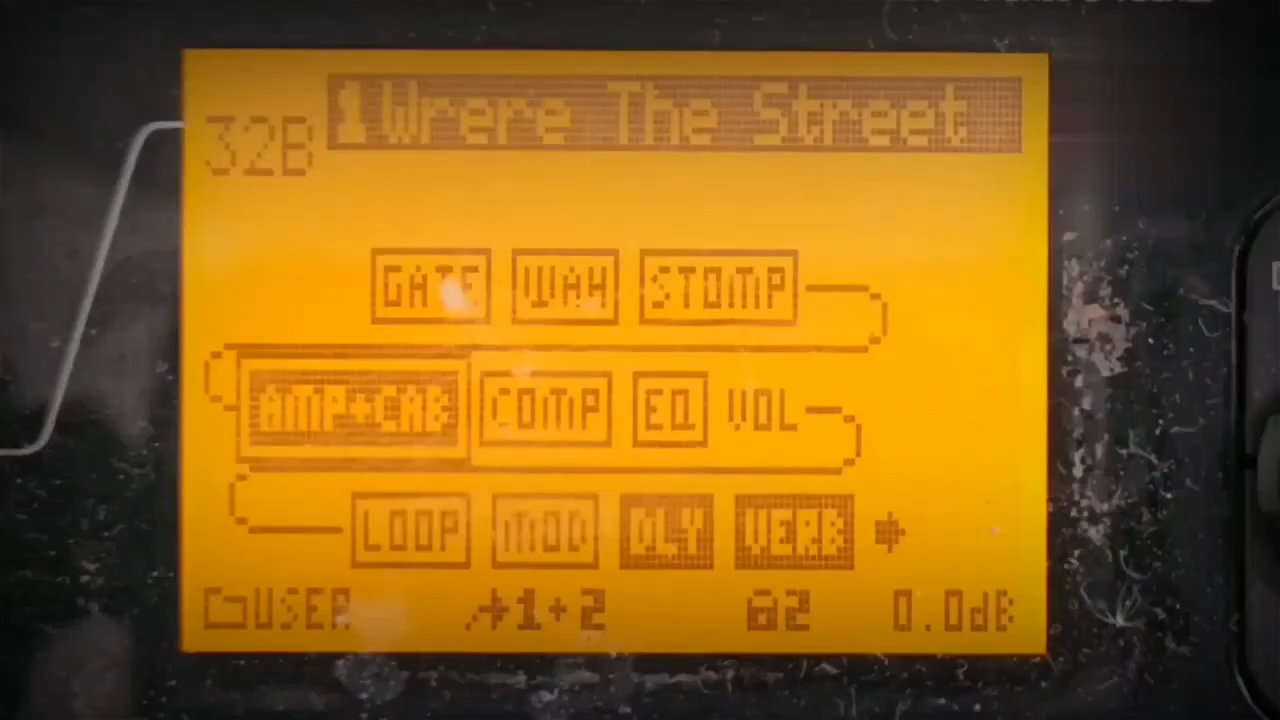 32B 1 Wrere The Street
GATE WAH STOMP
AMP+CAB COMP EQ VOL
LOOP MOD DLY VERB
USER 1+2 2 0.0dB